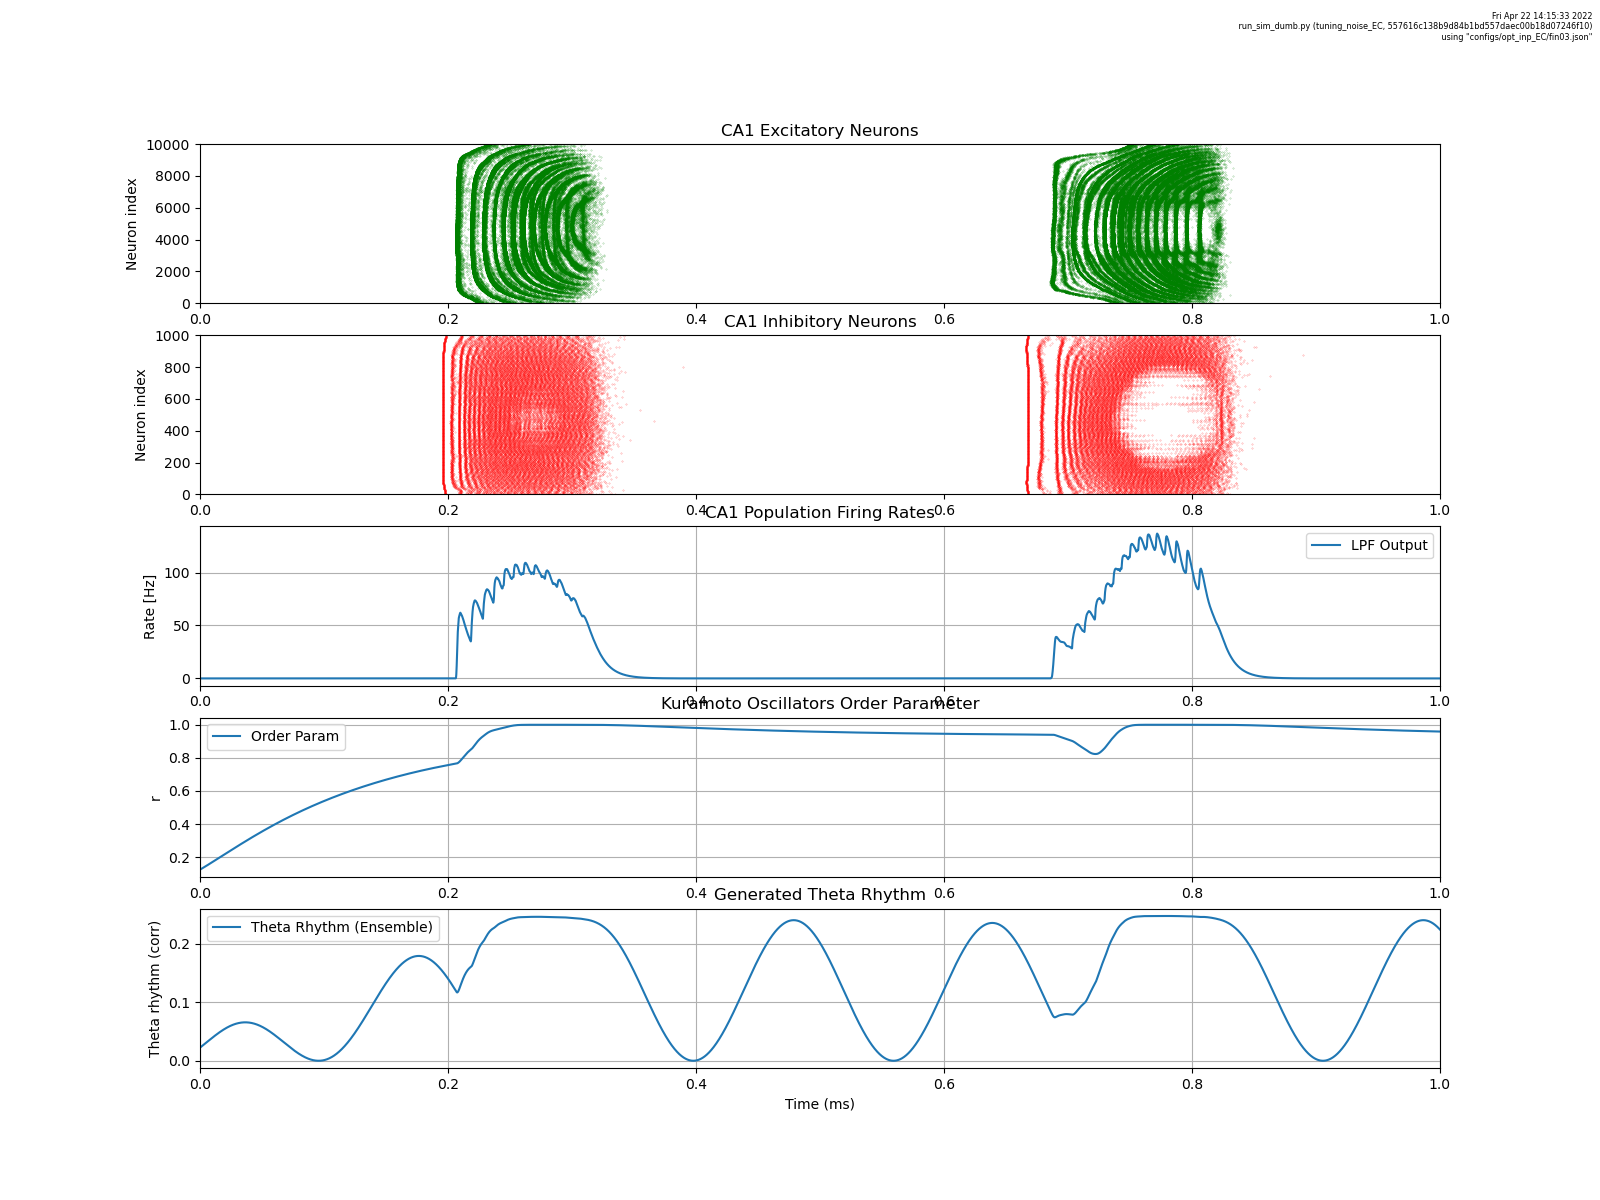 Fri Apr 22 14:15:33 2022
run_sim_dumb.py (tuning_noise_EC, 557616c138b9d84b1bd557daec00b18d07246f10)
using "configs/opt_inp_EC/fin03.json"
CA1 Excitatory Neurons
Neuron index
10000
8000
6000
4000
2000
0
0.0 0.2 0.4 0.6 0.8 1.0
CA1 Inhibitory Neurons
Neuron index
1000
800
600
400
200
0
0.0 0.2 0.4 0.6 0.8 1.0
CA1 Population Firing Rates
Rate [Hz]
100
50
0
LPF Output
0.0 0.2 0.4 0.6 0.8 1.0
Kuramoto Oscillators Order Parameter
r
1.0
0.8
0.6
0.4
0.2
Order Param
0.0 0.2 0.4 0.6 0.8 1.0
Generated Theta Rhythm
Theta rhythm (corr)
0.2
0.1
0.0
Theta Rhythm (Ensemble)
0.0 0.2 0.4 0.6 0.8 1.0
Time (ms)